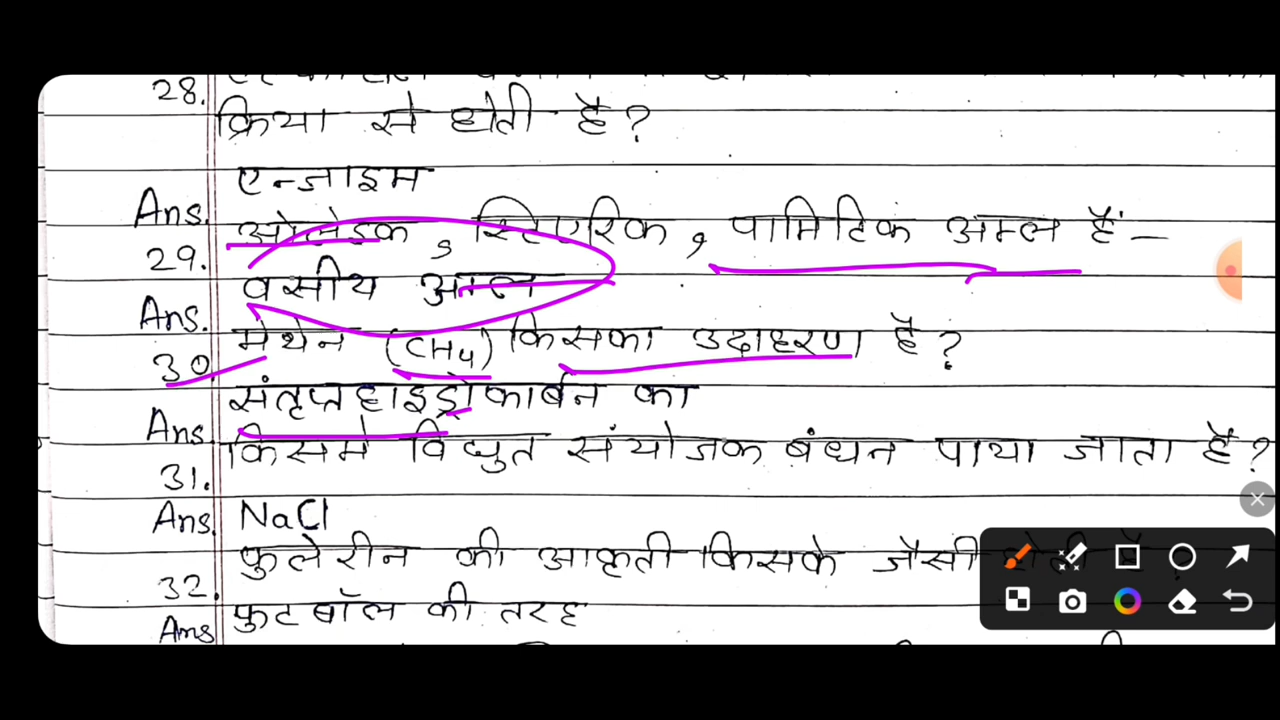 28.
क्रिया से होती है?
Ans. एन्जाइम
29. ओलेइक, स्टिएरिक, पामिटिक अम्ल हैं-
Ans. वसीय अम्ल
30. मेथेन (CH4) किसका उदाहरण है?
Ans. संतृप्त हाइड्रोकार्बन का
31. किसमे विद्युत संयोजक बंधन पाया जाता है?
Ans. NaCl
32. फुलेरीन की आकृती किसके जैसी
Ans फुटबॉल की तरह